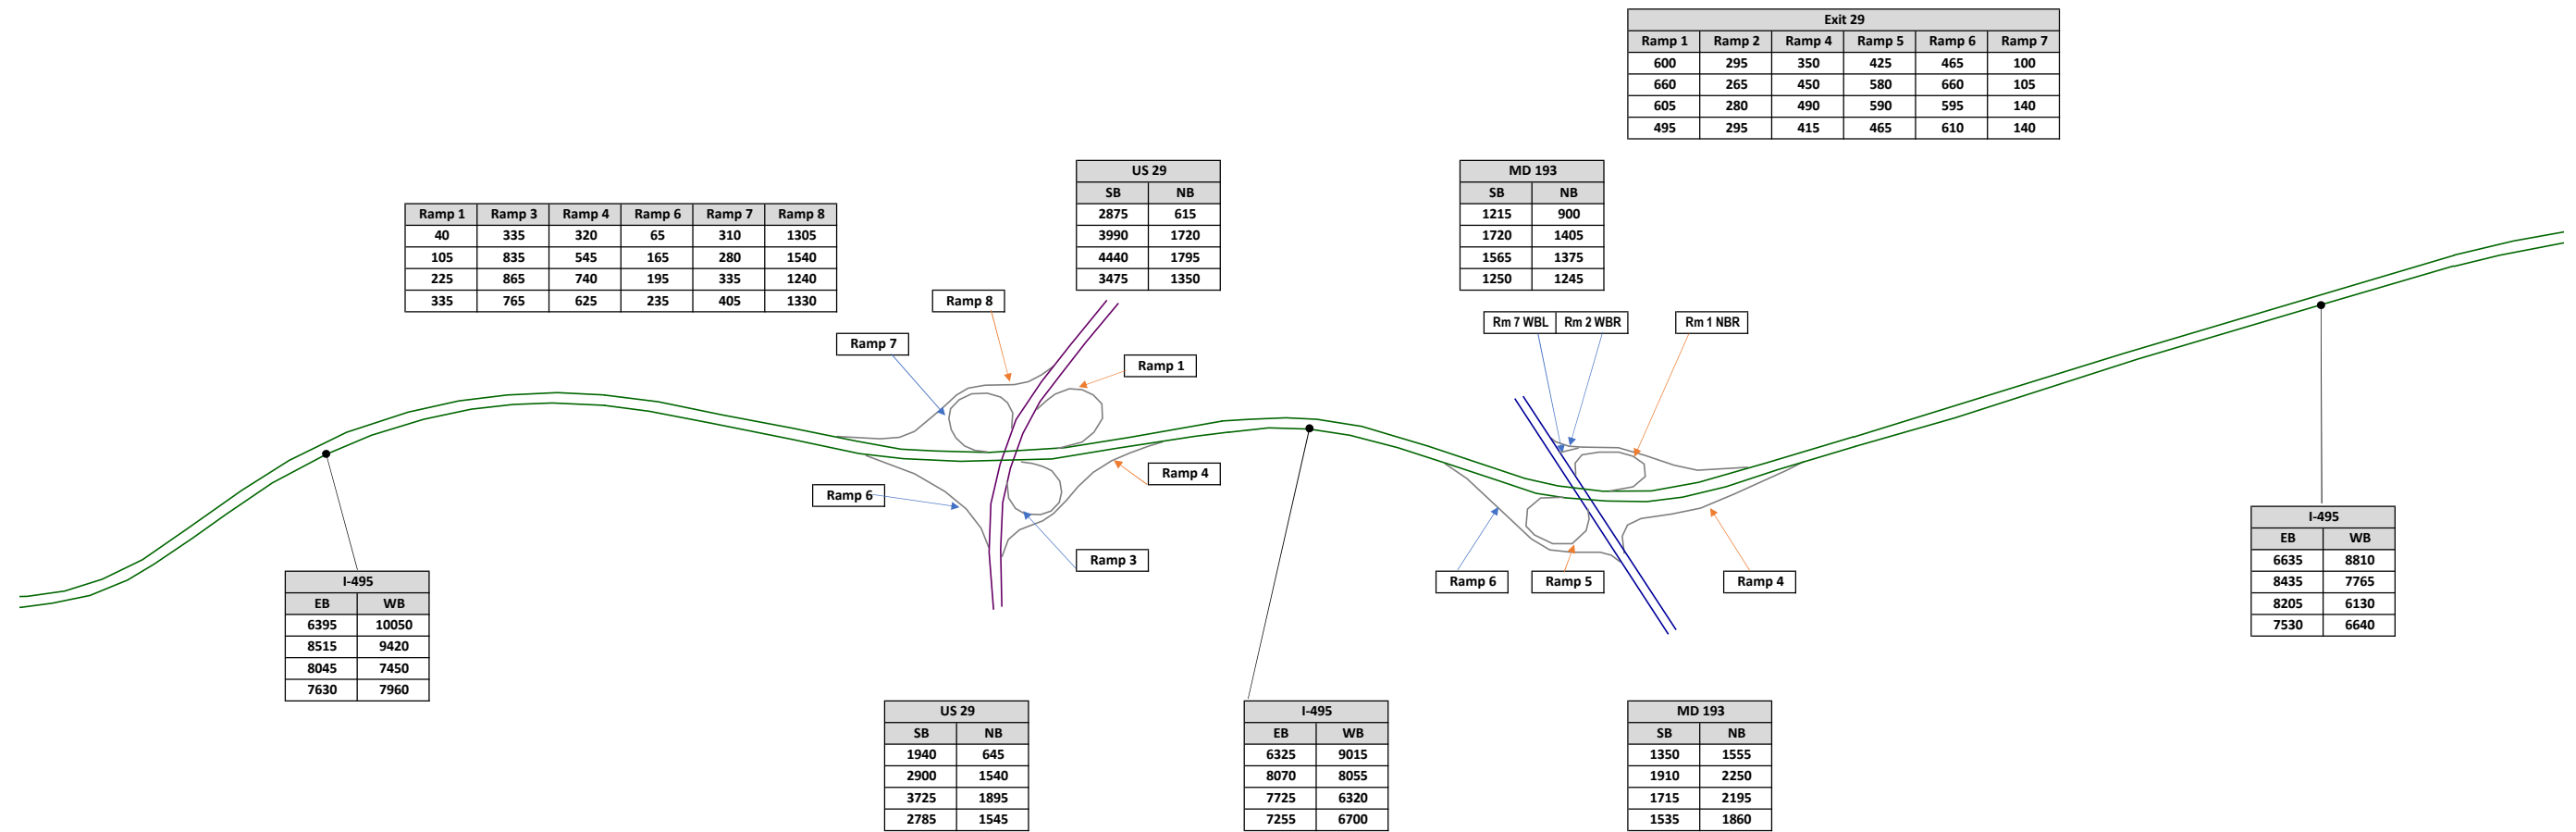 Exit 29
Ramp 1 Ramp 2 Ramp 4 Ramp 5 Ramp 6 Ramp 7
600 295 350 425 465 100
660 265 450 580 660 105
605 280 490 590 595 140
495 295 415 465 610 140
US 29
SB NB
2875 615
3990 1720
4440 1795
3475 1350
MD 193
SB NB
1215 900
1720 1405
1565 1375
1250 1245
Ramp 1 Ramp 3 Ramp 4 Ramp 6 Ramp 7 Ramp 8
40 335 320 65 310 1305
105 835 545 165 280 1540
225 865 740 195 335 1240
335 765 625 235 405 1330
Ramp 8
Rm 7 WBL Rm 2 WBR
Rm 1 NBR
Ramp 7
Ramp 1
Ramp 4
Ramp 6
Ramp 3
Ramp 6
Ramp 5
Ramp 4
I-495
EB WB
6635 8810
8435 7765
8205 6130
7530 6640
I-495
EB WB
6395 10050
8515 9420
8045 7450
7630 7960
US 29
SB NB
1940 645
2900 1540
3725 1895
2785 1545
I-495
EB WB
6325 9015
8070 8055
7725 6320
7255 6700
MD 193
SB NB
1350 1555
1910 2250
1715 2195
1535 1860